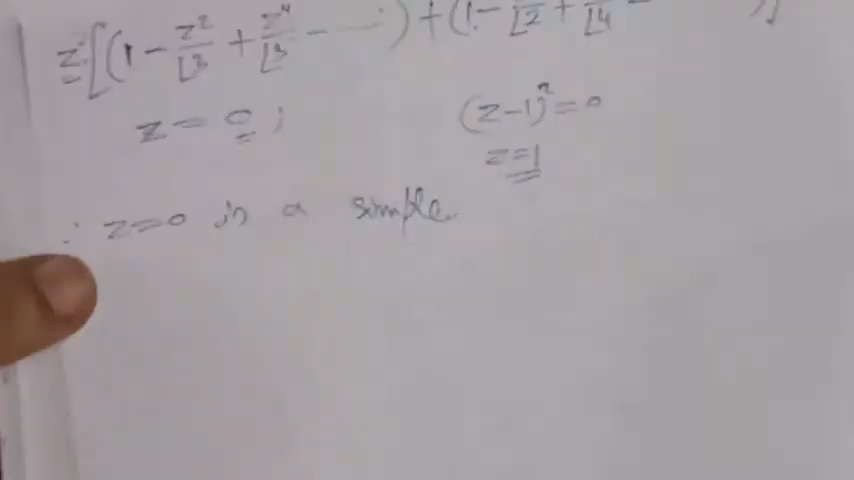 z[(1 - z²/⌊3 + z⁴/⌊5 - ----) + (1 - /⌊2 + /⌊4 -
z = 0 ; (z-1)² = 0
z=1
∴ z=0 is a simple